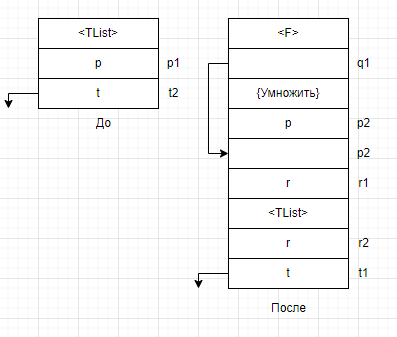 <TList>
p p1
t t2
До
<F>
q1
{Умножить}
p p2
p2
r r1
<TList>
r r2
t t1
После